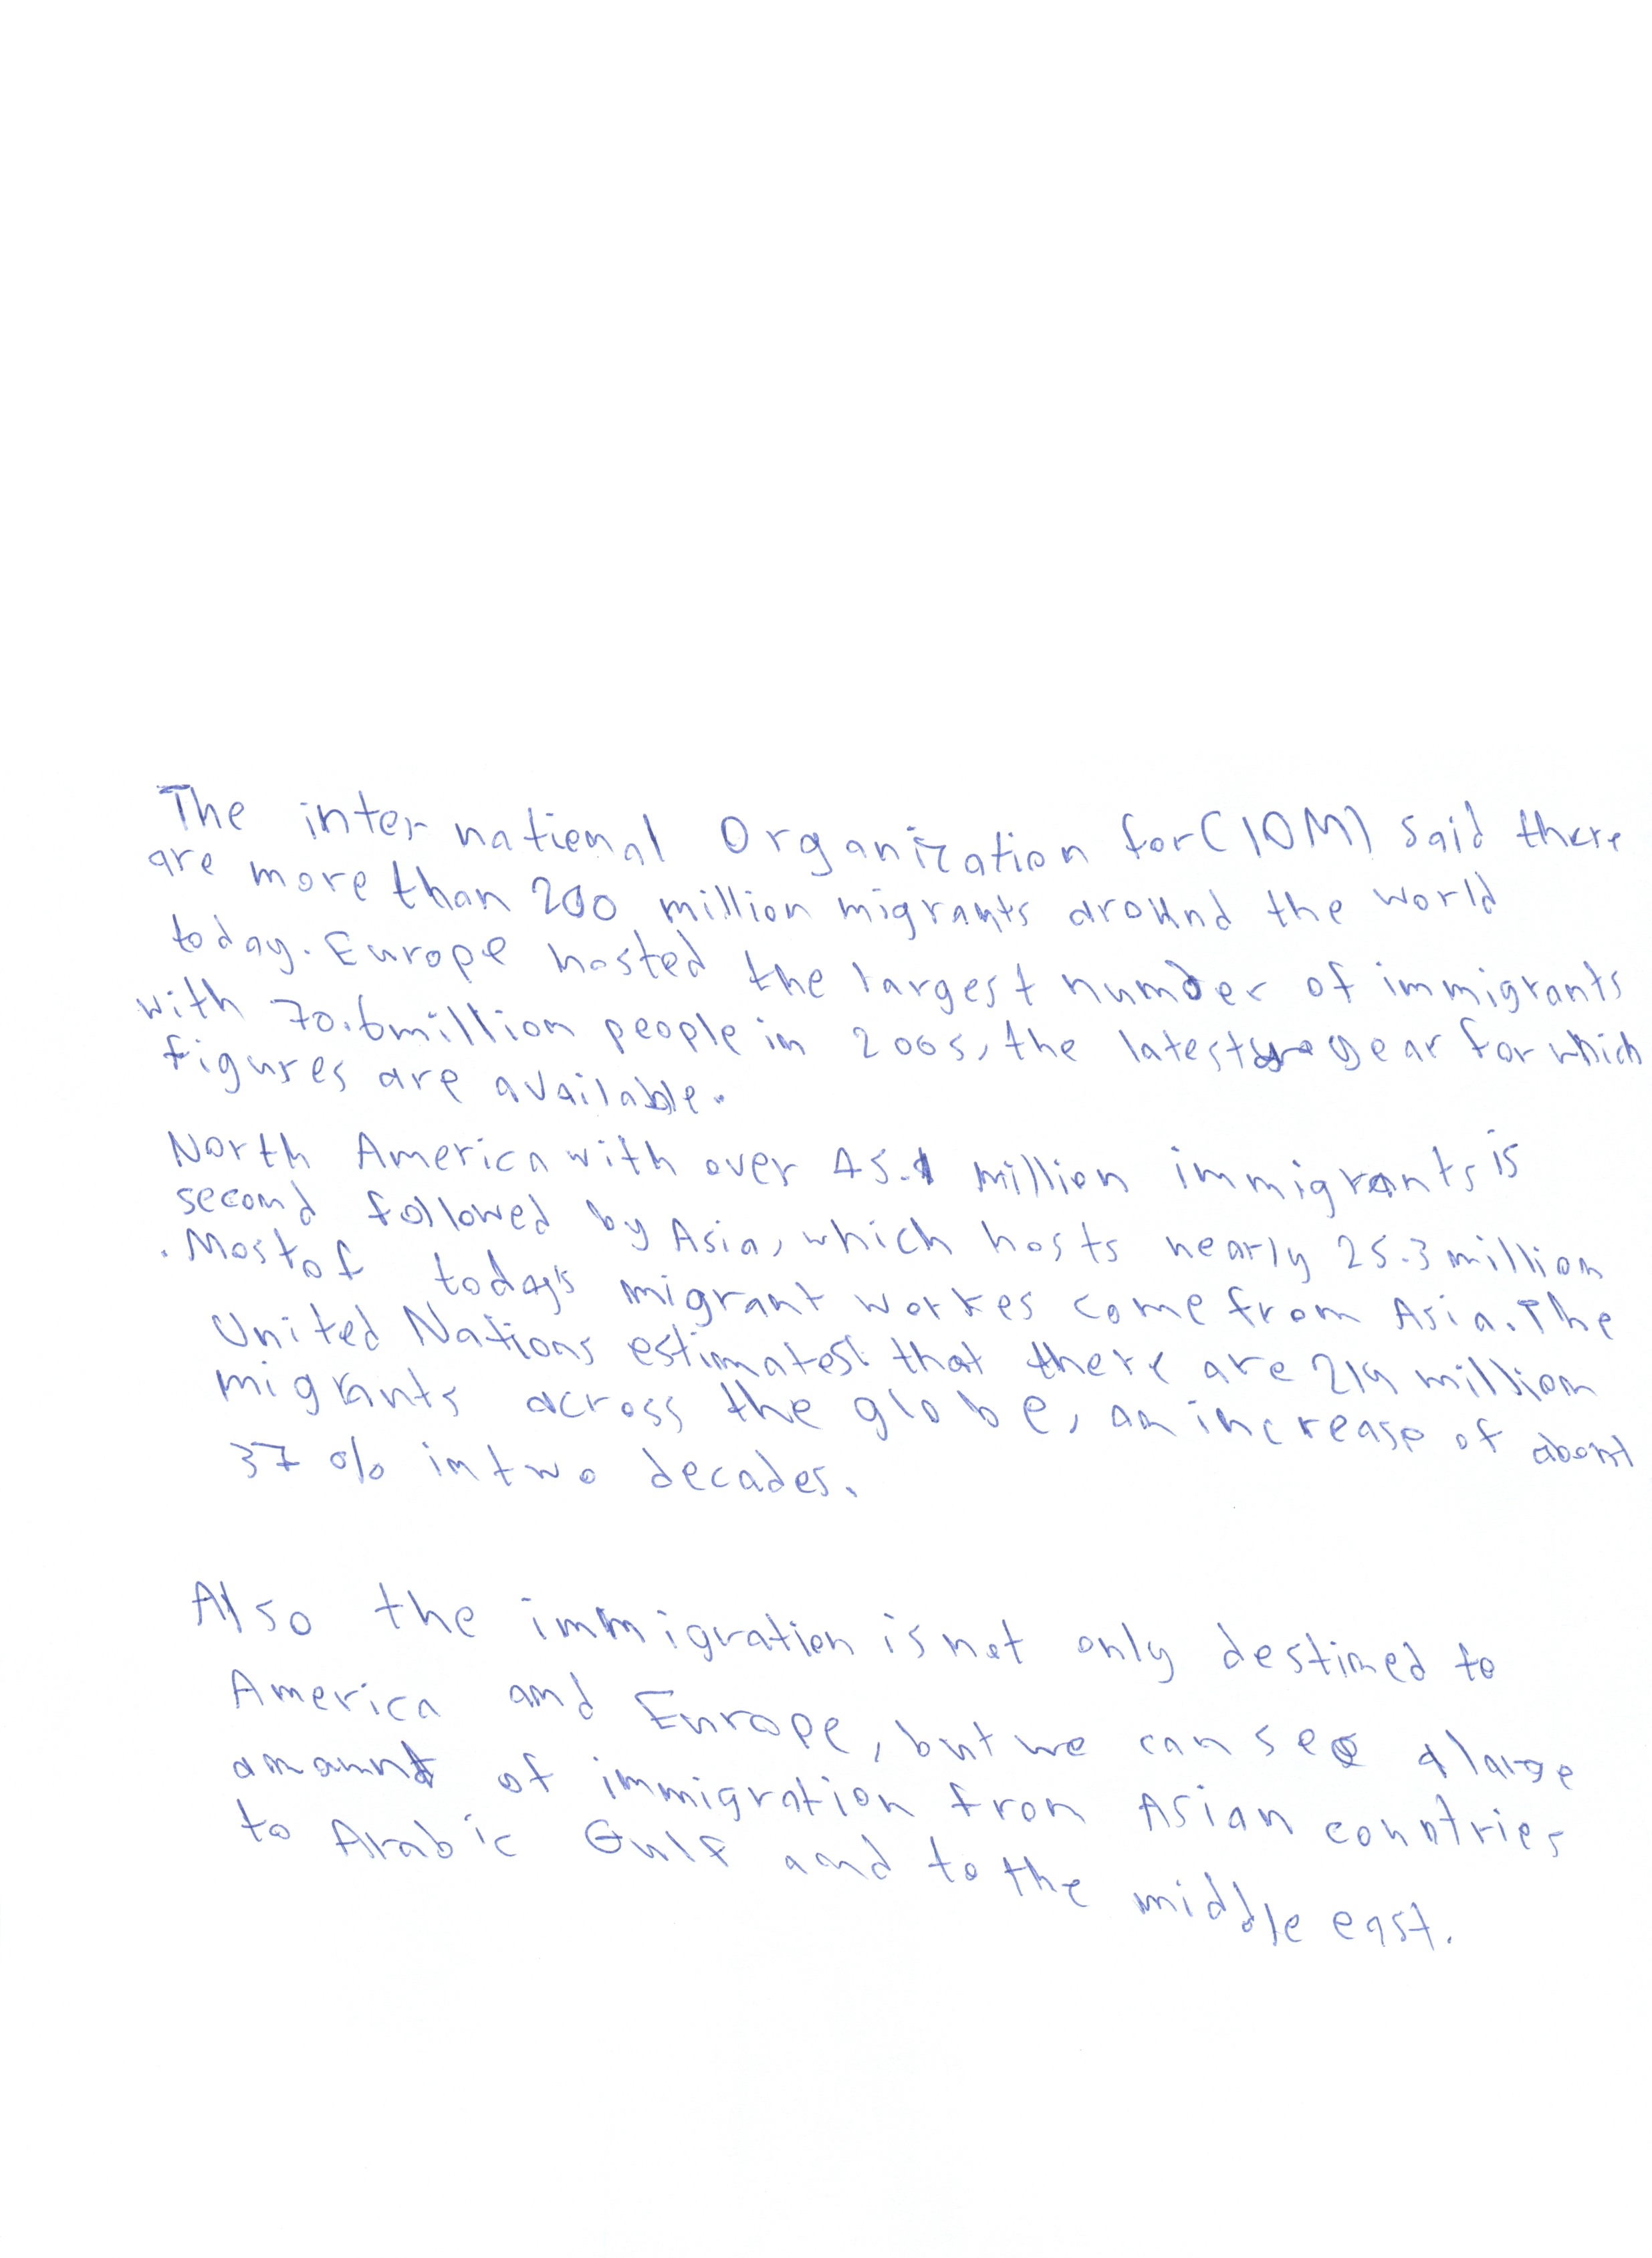 The international Organization for (IOM) said there
are more than 200 million migrants around the world
today. Europe hosted the largest number of immigrants
with 70.6 million people in 2005, the latest year for which
figures are available.
North America with over 45.1 million immigrants is
second followed by Asia, which hosts nearly 25.3 million
. Most of today's migrant workes come from Asia. The
United Nations estimates that there are 214 million
migrants across the globe, an increase of about
37 % in two decades.
Also the immigration is not only destined to
America and Europe, but we can see a large
amount of immigration from Asian countries
to Arabic Gulf and to the middle east.